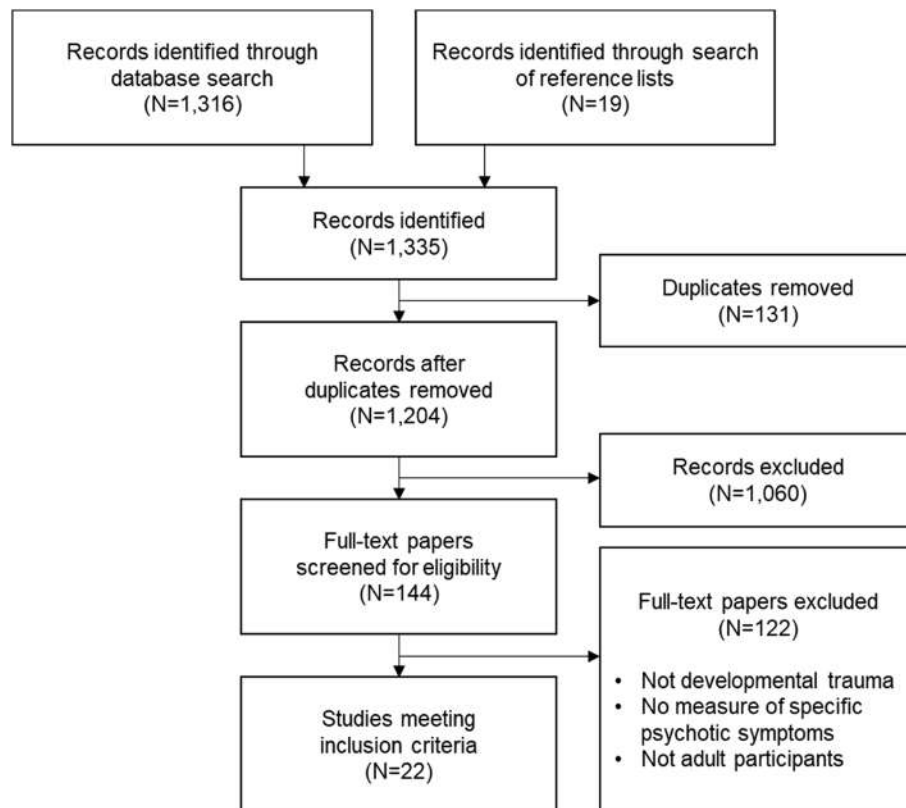 Records identified through
database search
(N=1,316)
Records identified through search
of reference lists
(N=19)
Records identified
(N=1,335)
Duplicates removed
(N=131)
Records after
duplicates removed
(N=1,204)
Records excluded
(N=1,060)
Full-text papers
screened for eligibility
(N=144)
Full-text papers excluded
(N=122)
• Not developmental trauma
• No measure of specific
psychotic symptoms
• Not adult participants
Studies meeting
inclusion criteria
(N=22)